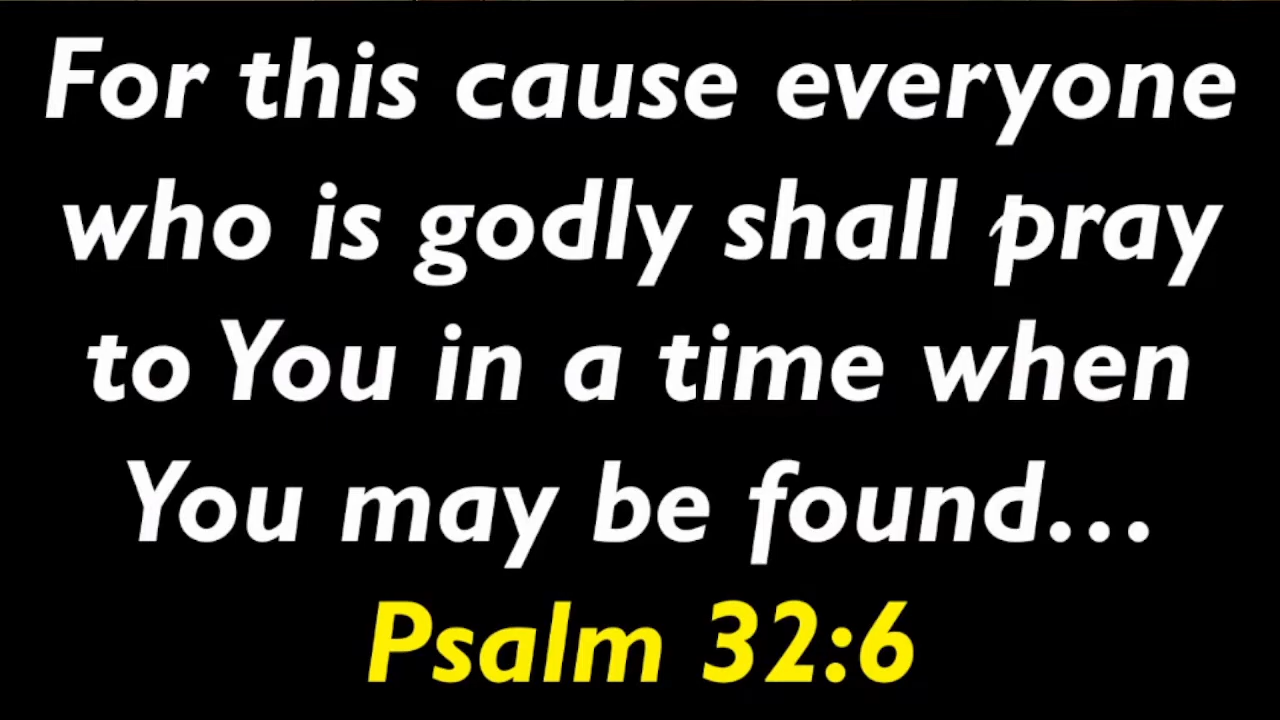 For this cause everyone
who is godly shall pray
to You in a time when
You may be found...
Psalm 32:6